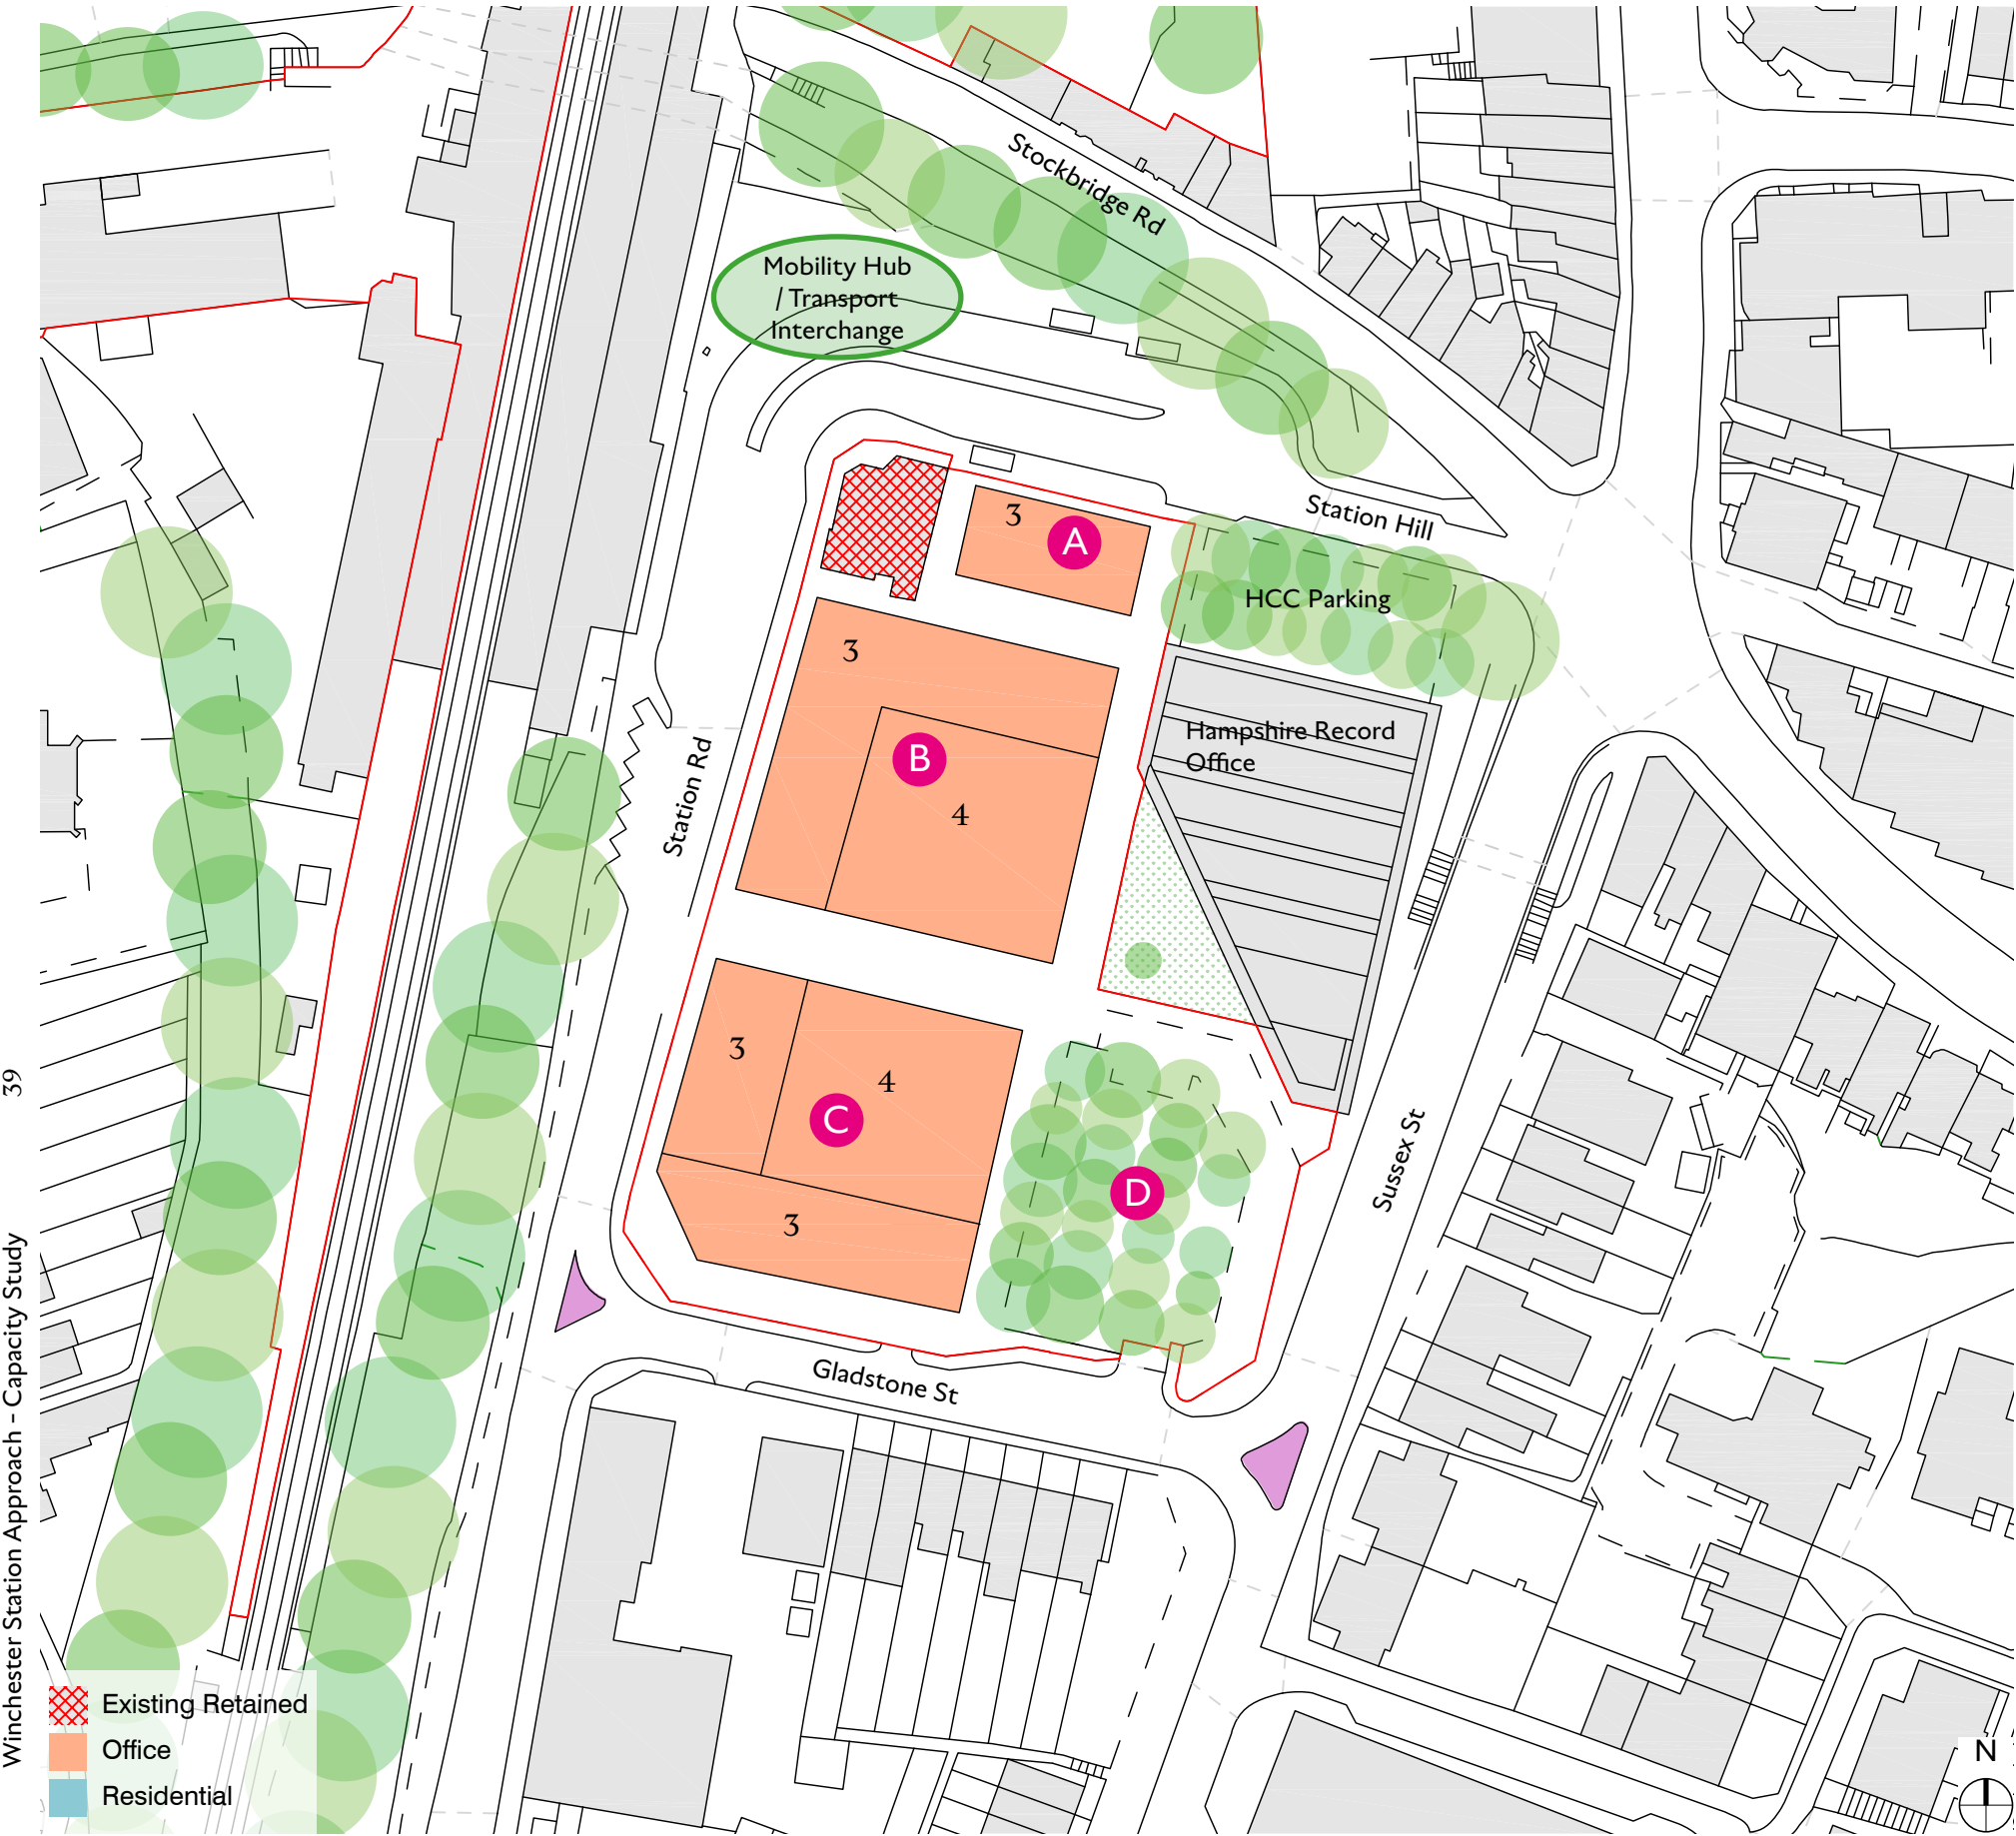 Stockbridge Rd
Mobility Hub
/ Transport
Interchange
Station Hill
3
A
HCC Parking
3
B
4
Hampshire Record
Office
Station Rd
3
4
C
D
3
Sussex St
Gladstone St
39
Winchester Station Approach - Capacity Study
Existing Retained
Office
Residential
N